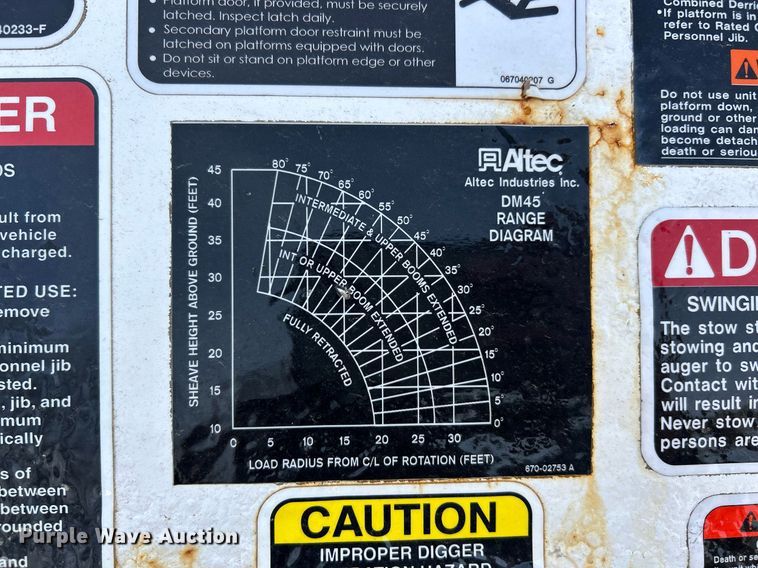 40233-F
Platform door, if provided, must be securely
latched. Inspect latch daily.
• Secondary platform door restraint must be
latched on platforms equipped with doors.
• Do not sit or stand on platform edge or other
devices.
067040207 G
Combined Derric
•If platform is in
refer to Rated C
Personnel Jib.
Do not use unit
platform down,
ground or other
loading can dam
become detach
death or seriou
ER
DS
ult from
vehicle
charged.
TED USE:
emove
minimum
onnel jib
sted.
, jib, and
mum
ically
s of
between
between
rounded
and
Altec
Altec Industries Inc.
DM45
RANGE
DIAGRAM
SHEAVE HEIGHT ABOVE GROUND (FEET)
45
40
35
30
25
20
15
10
80°
75°
70°
65°
60°
55°
50°
45°
40°
35°
30°
25°
20°
15°
10°
5°
0°
INTERMEDIATE & UPPER BOOMS EXTENDED
INT OR UPPER BOOM EXTENDED
FULLY RETRACTED
0 5 10 15 20 25 30
LOAD RADIUS FROM C/L OF ROTATION (FEET)
670-02753 A
D
SWINGI
The stow st
stowing and
auger to sw
Contact wit
will result in
Never stow
persons are
CAUTION
IMPROPER DIGGER
Death or se
Purple Wave Auction